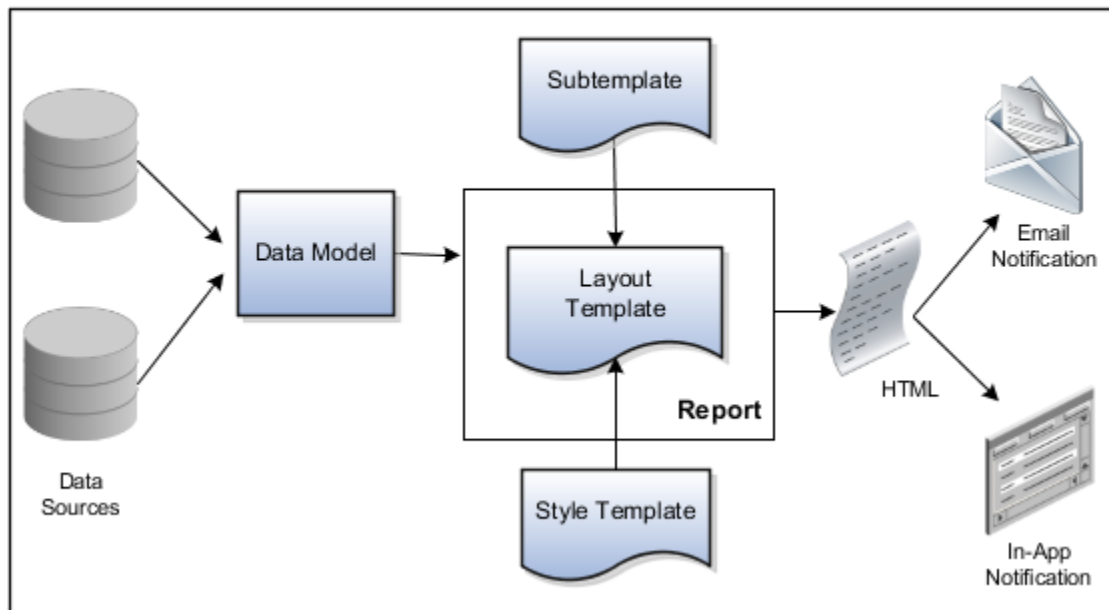 Subtemplate
Data Model
Layout
Template
Report
Style Template
Data
Sources
HTML
Email
Notification
In-App
Notification